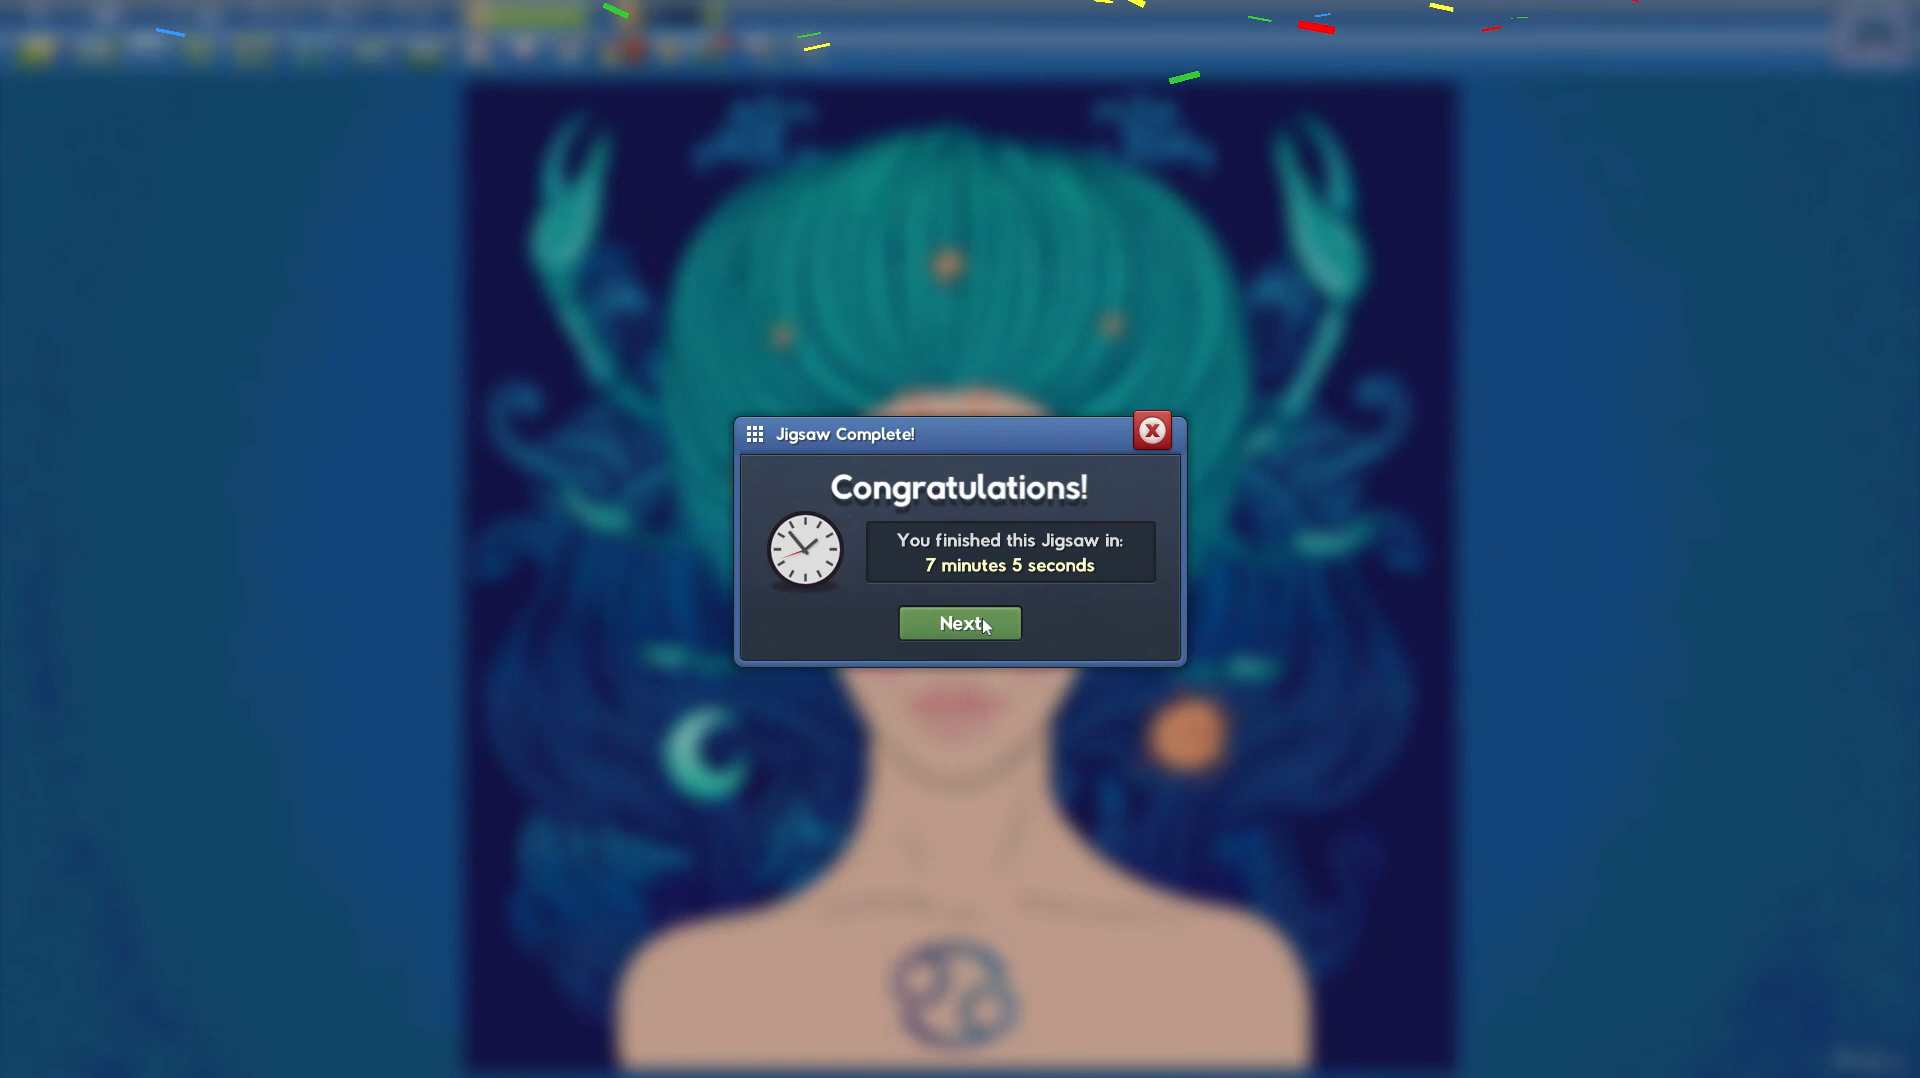 Jigsaw Complete!
Congratulations!
You finished this Jigsaw in:
7 minutes 5 seconds
Next